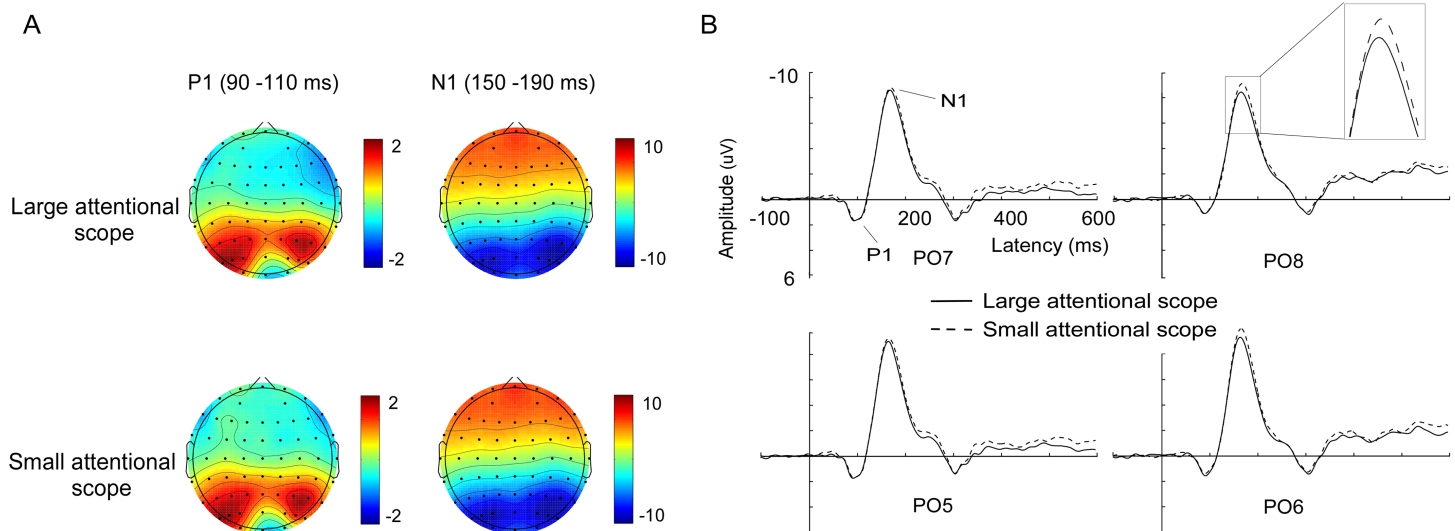 A
P1 (90 -110 ms)
N1 (150 -190 ms)
Large attentional
scope
2
-2
10
-10
Small attentional
scope
2
-2
10
-10
B
-10
Amplitude (uV)
6
-100
200
400
600
Latency (ms)
N1
P1
PO7
PO8
Large attentional scope
Small attentional scope
PO5
PO6